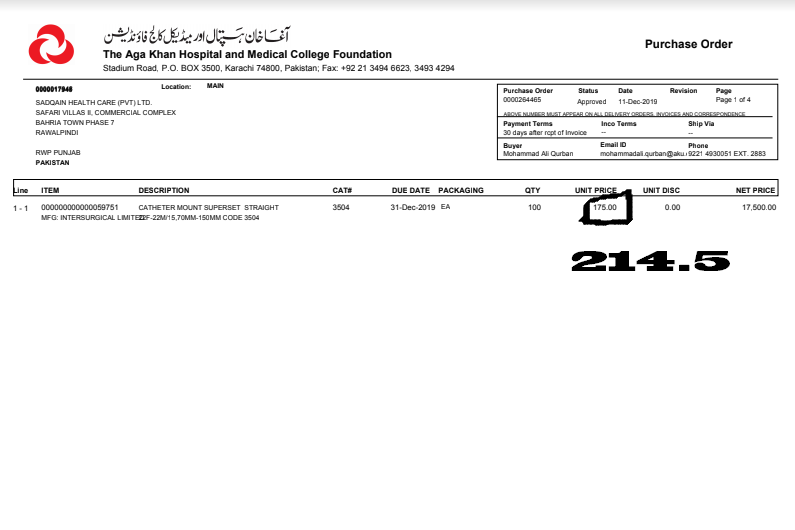 آغا خان ہسپتال اور میڈیکل کالج فاؤنڈیشن
The Aga Khan Hospital and Medical College Foundation
Stadium Road, P.O. BOX 3500, Karachi 74800, Pakistan; Fax: +92 21 3494 6623, 3493 4294
Purchase Order
0000017948 Location: MAIN
SADQAIN HEALTH CARE (PVT) LTD.
SAFARI VILLAS II, COMMERCIAL COMPLEX
BAHRIA TOWN PHASE 7
RAWALPINDI
RWP PUNJAB
PAKISTAN
Purchase Order Status Date Revision Page
0000264465 Approved 11-Dec-2019 Page 1 of 4
ABOVE NUMBER MUST APPEAR ON ALL DELIVERY ORDERS, INVOICES AND CORRESPONDENCE
Payment Terms Inco Terms Ship Via
30 days after rcpt of Invoice -- --
Buyer Email ID Phone
Mohammad Ali Qurban mohammadali.qurban@aku. 9221 4930051 EXT. 2883
Line ITEM DESCRIPTION CAT# DUE DATE PACKAGING QTY UNIT PRICE UNIT DISC NET PRICE
1 - 1 000000000000059751 CATHETER MOUNT SUPERSET STRAIGHT 3504 31-Dec-2019 EA 100 175.00 0.00 17,500.00
MFG: INTERSURGICAL LIMITED 22F-22M/15,70MM-150MM CODE 3504
214.5